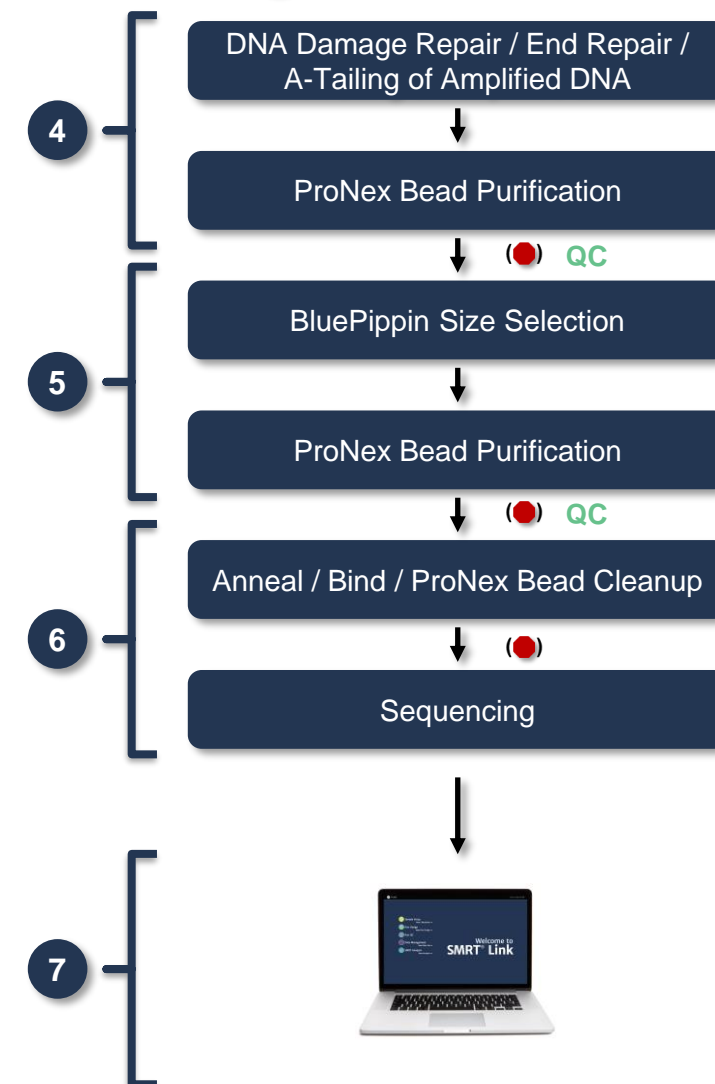 4
DNA Damage Repair / End Repair /
A-Tailing of Amplified DNA
ProNex Bead Purification
( ) QC
5
BluePippin Size Selection
ProNex Bead Purification
( ) QC
6
Anneal / Bind / ProNex Bead Cleanup
( )
Sequencing
7
Welcome to
SMRT® Link